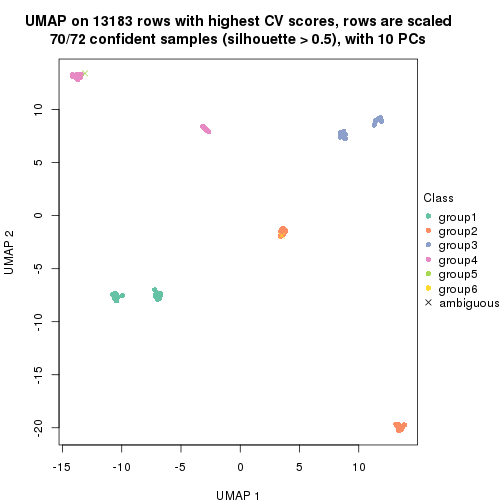 UMAP on 13183 rows with highest CV scores, rows are scaled
70/72 confident samples (silhouette > 0.5), with 10 PCs
10
5
0
-5
-10
-15
-20
UMAP 2
-15
-10
-5
0
5
10
UMAP 1
Class
group1
group2
group3
group4
group5
group6
ambiguous